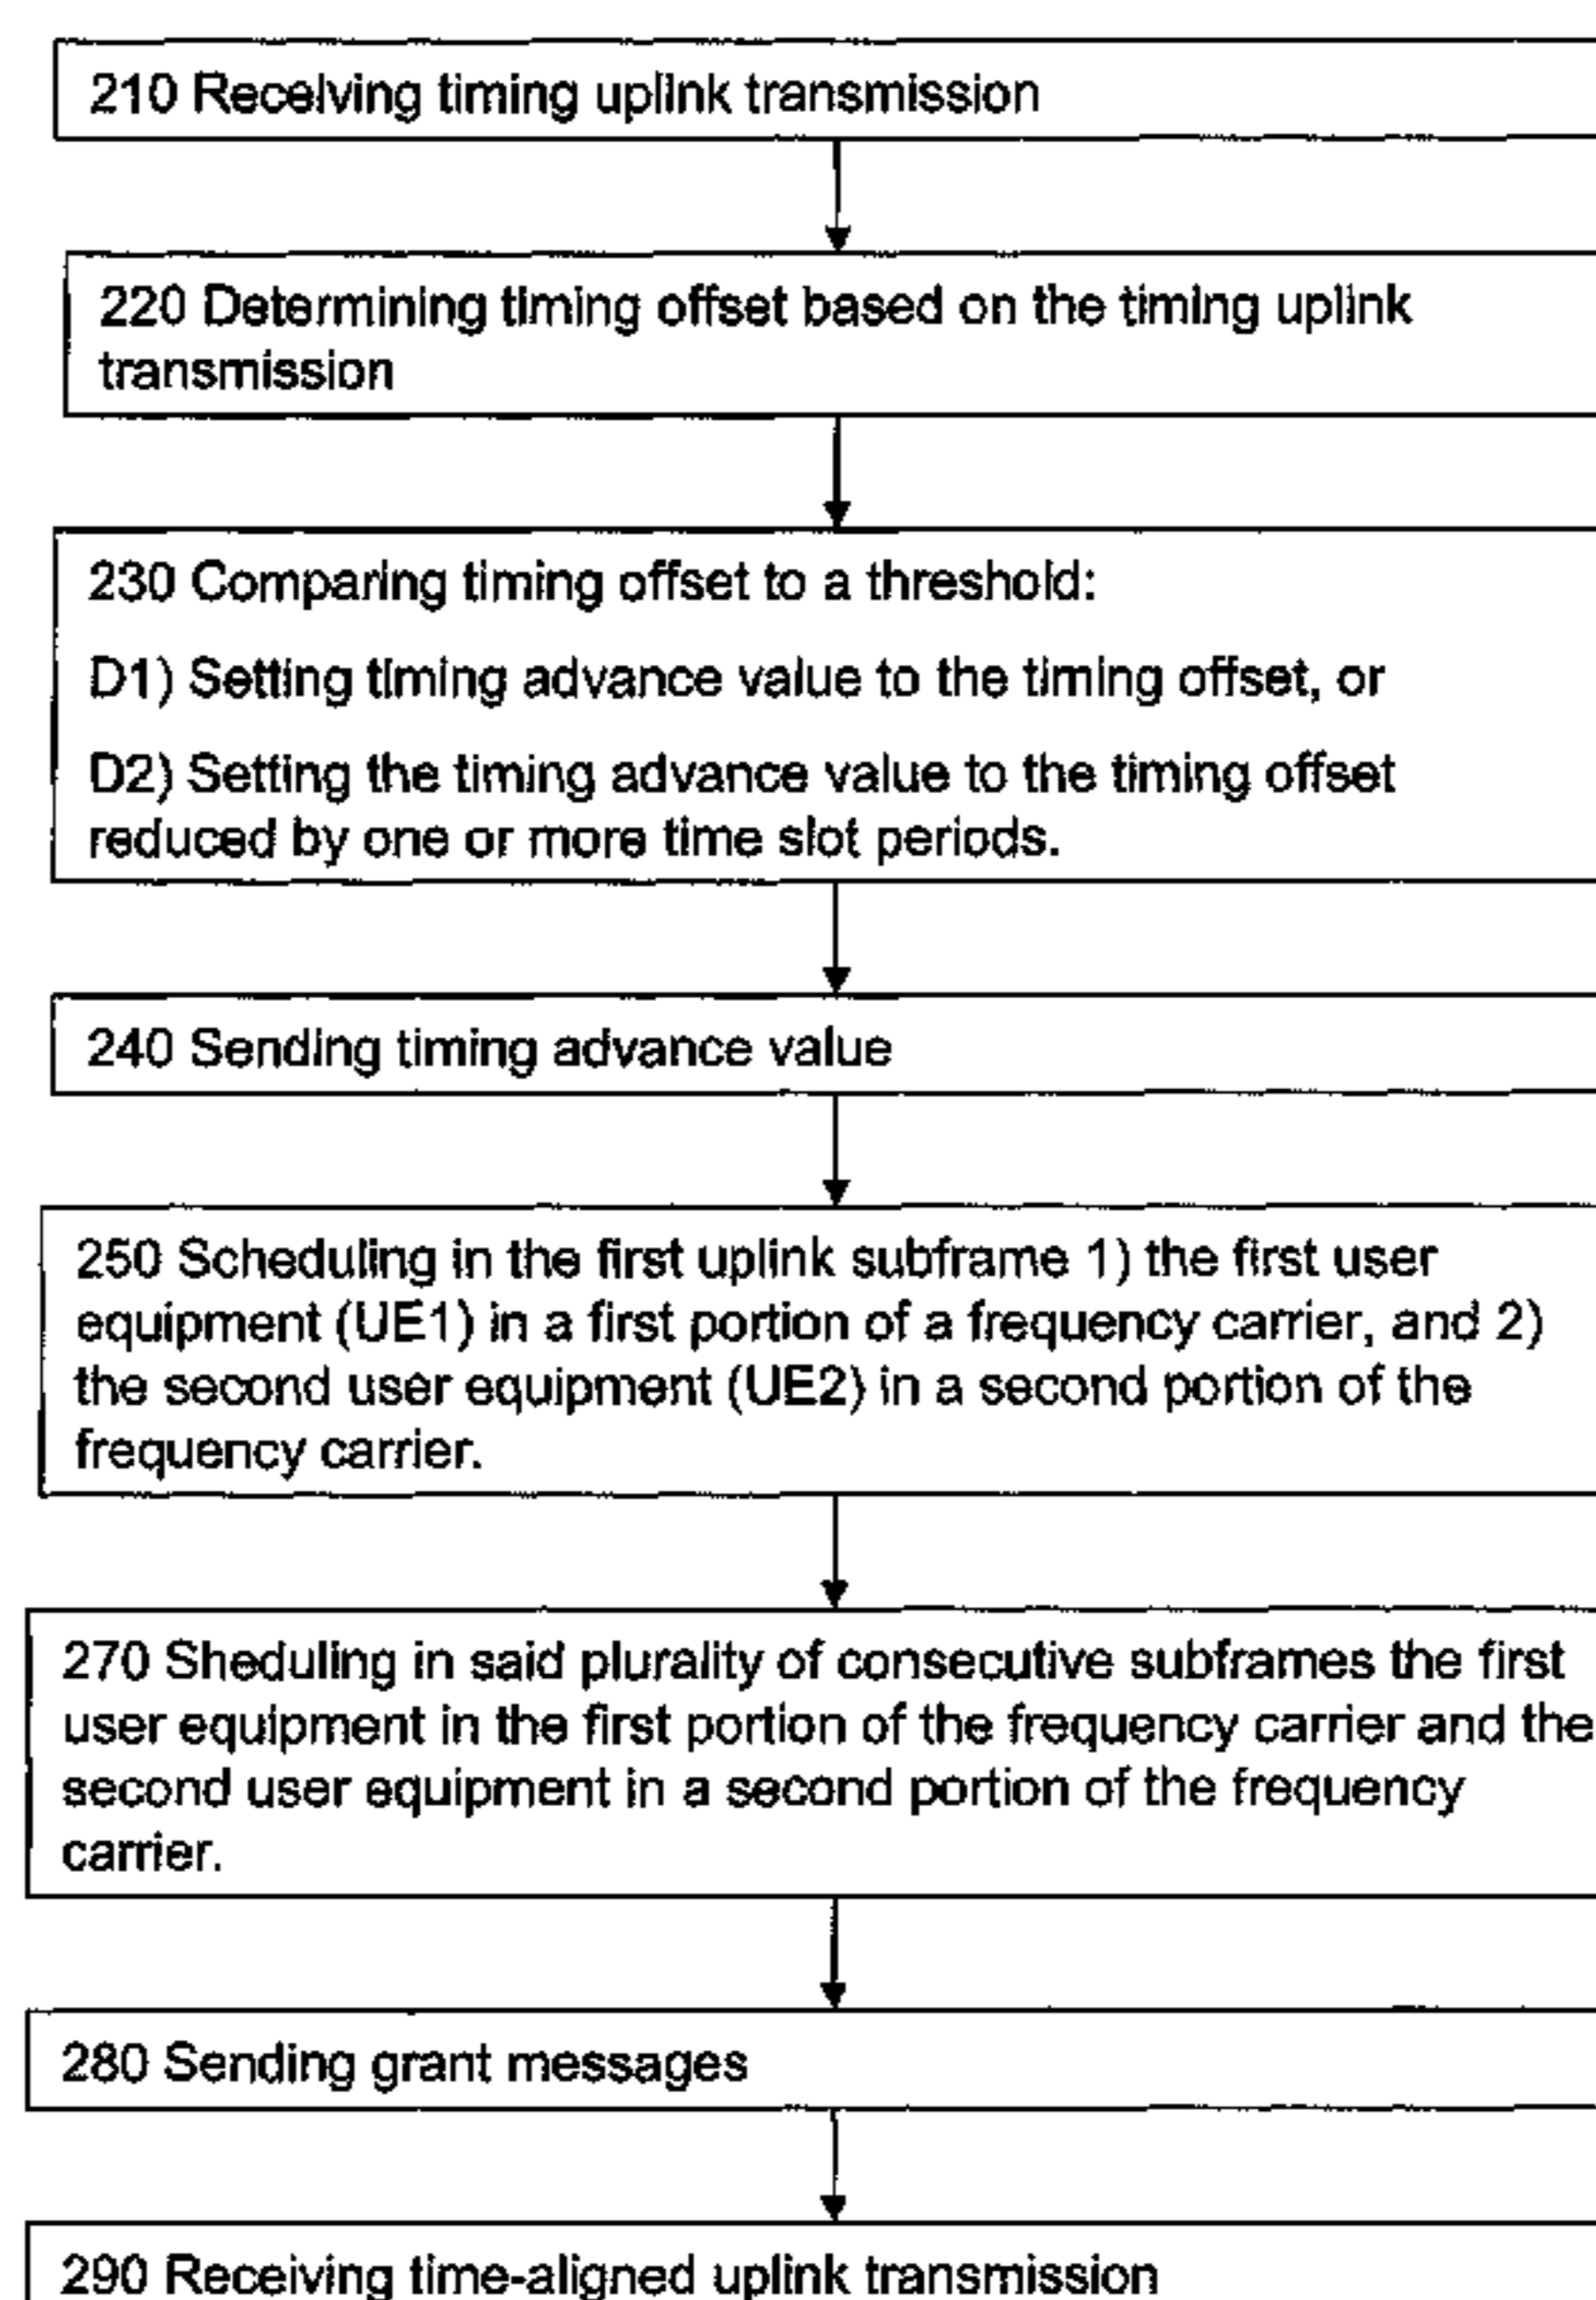 210 Receiving timing uplink transmission
220 Determining timing offset based on the timing uplink
transmission
230 Comparing timing offset to a threshold:
D1) Setting timing advance value to the timing offset, or
D2) Setting the timing advance value to the timing offset
reduced by one or more time slot periods.
240 Sending timing advance value
250 Scheduling in the first uplink subframe 1) the first user
equipment (UE1) in a first portion of a frequency carrier, and 2)
the second user equipment (UE2) in a second portion of the
frequency carrier.
270 Sheduling in said plurality of consecutive subframes the first
user equipment in the first portion of the frequency carrier and the
second user equipment in a second portion of the frequency
carrier.
280 Sending grant messages
290 Receiving time-aligned uplink transmission